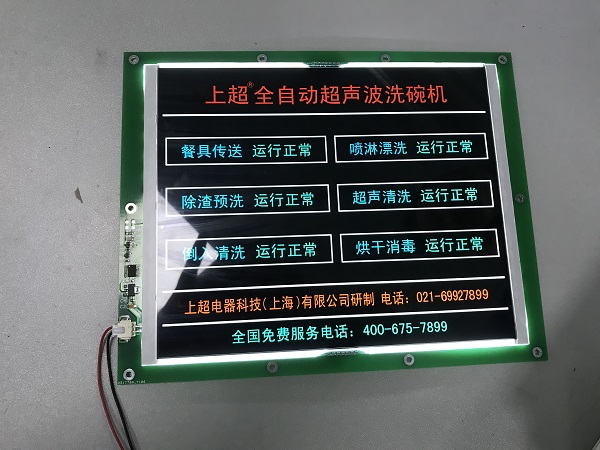 上超®全自动超声波洗碗机
餐具传送 运行正常 喷淋漂洗 运行正常
除渣预洗 运行正常 超声清洗 运行正常
倒入清洗 运行正常 烘干消毒 运行正常
上超电器科技(上海)有限公司研制 电话: 021-69927899
全国免费服务电话: 400-675-7899